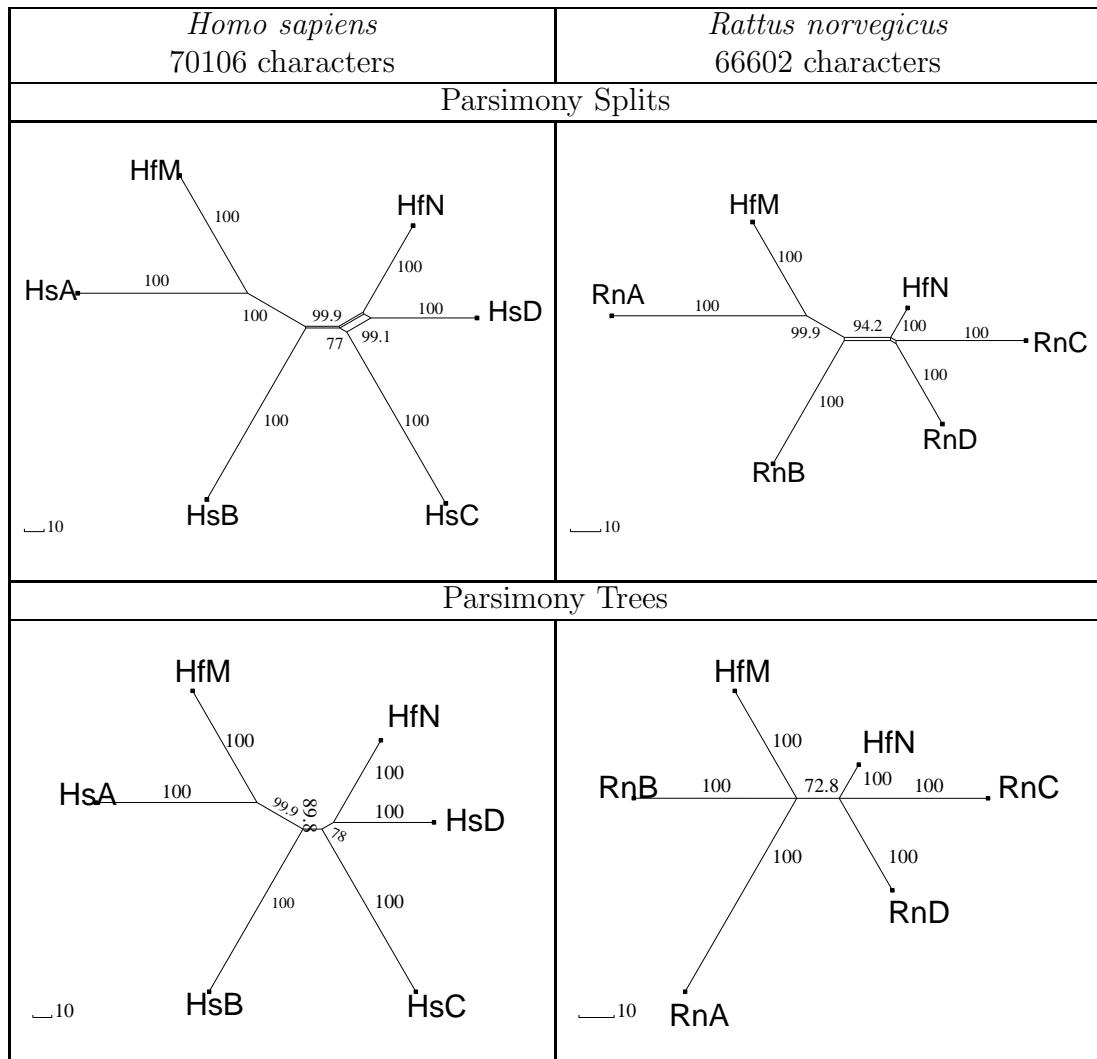 Homo sapiens
70106 characters
Rattus norvegicus
66602 characters
Parsimony Splits
HfM
HfN
100
100
HsA
100
100
99.9
100
HsD
77
99.1
100
100
HsB
HsC
10
HfM
100
HfN
RnA
100
99.9
94.2
100
100
RnC
100
100
RnD
RnB
10
Parsimony Trees
HfM
HfN
100
100
HsA
100
99.9
89.8
100
HsD
78
100
100
HsB
HsC
10
HfM
HfN
100
RnB
100
72.8
100
100
RnC
100
100
RnD
RnA
10